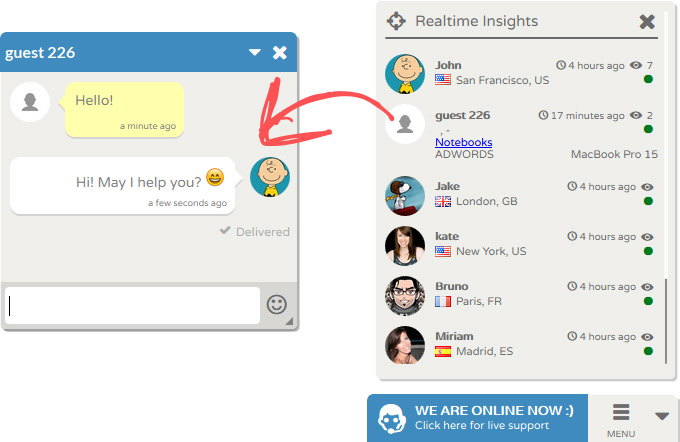 guest 226
Hello!
a minute ago
Hi! May I help you? 😄
a few seconds ago
Delivered
Realtime Insights
John
4 hours ago 7
San Francisco, US
guest 226
17 minutes ago 2
, -
Notebooks
ADWORDS MacBook Pro 15
Jake
4 hours ago
London, GB
kate
4 hours ago
New York, US
Bruno
4 hours ago
Paris, FR
Miriam
4 hours ago
Madrid, ES
WE ARE ONLINE NOW :)
Click here for live support
MENU